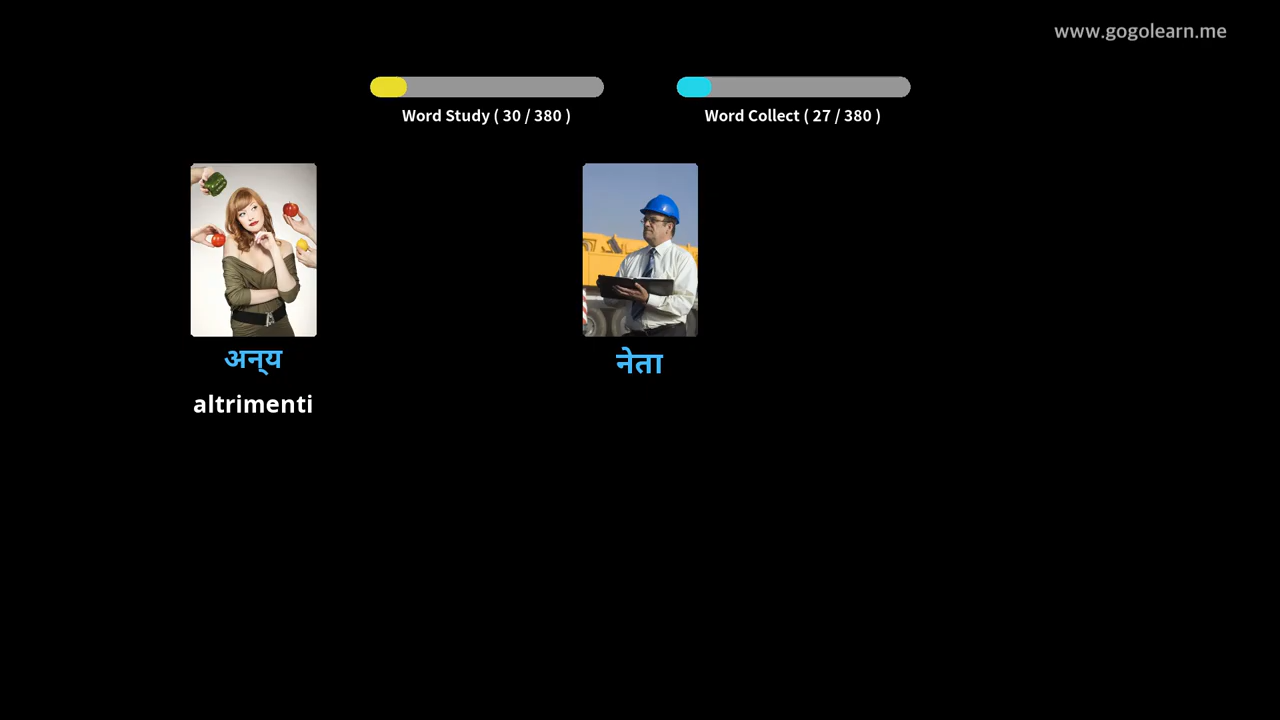 www.gogolearn.me
Word Study ( 30 / 380 )
Word Collect ( 27 / 380 )
अन्‌य
altrimenti
नेता